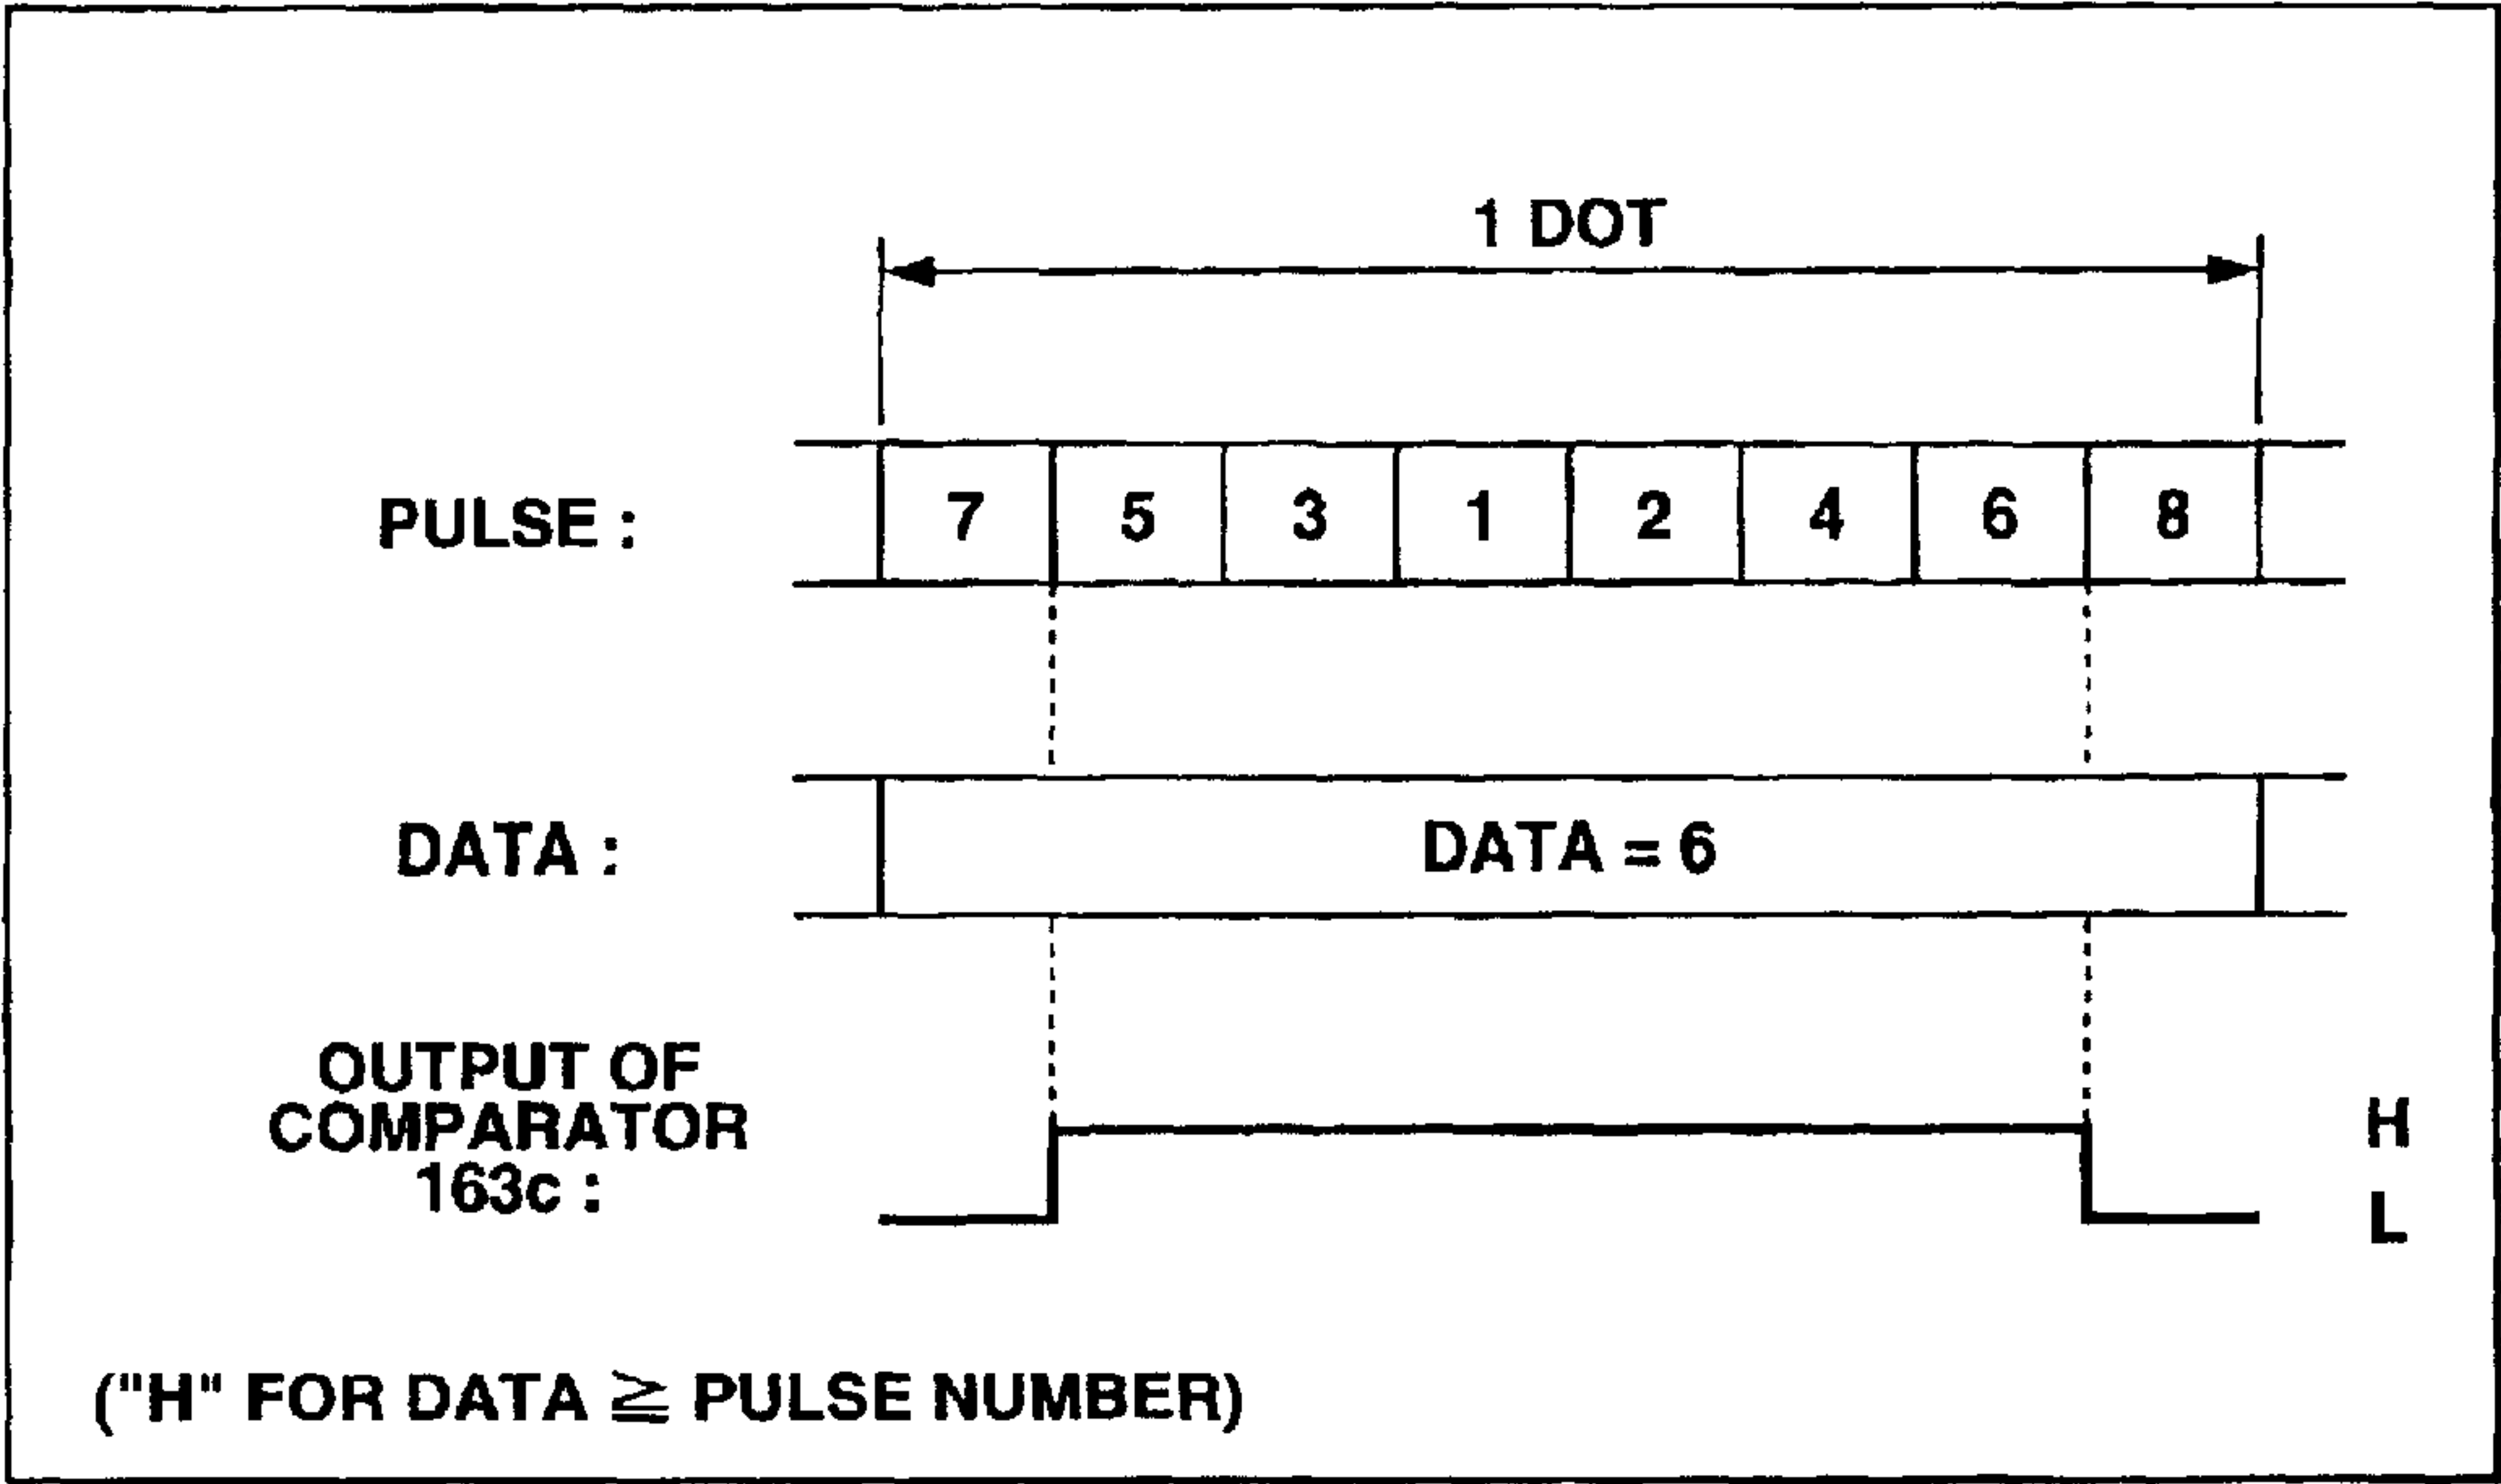 1 DOT
PULSE : 7 5 3 1 2 4 6 8
DATA : DATA = 6
OUTPUT OF
COMPARATOR
163c :
H
L
("H" FOR DATA ≧ PULSE NUMBER)